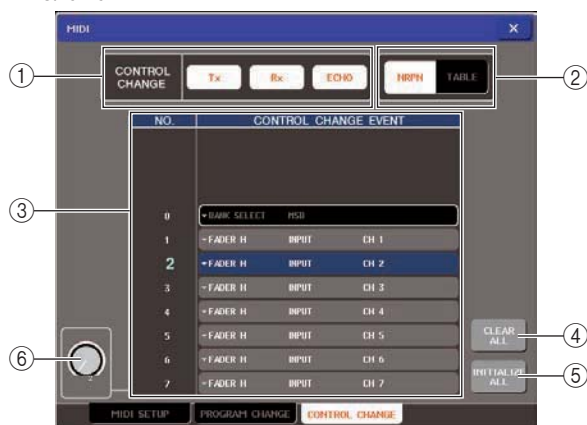 MIDI
×
① CONTROL CHANGE Tx Rx ECHO NRPN TABLE ②
③ NO. CONTROL CHANGE EVENT
0 BANK SELECT MSB
1 FADER H INPUT CH 1
2 FADER H INPUT CH 2
3 FADER H INPUT CH 3
4 FADER H INPUT CH 4
5 FADER H INPUT CH 5
6 FADER H INPUT CH 6
7 FADER H INPUT CH 7
CLEAR ALL ④
INITIALIZE ALL ⑤
⑥ 2
MIDI SETUP PROGRAM CHANGE CONTROL CHANGE